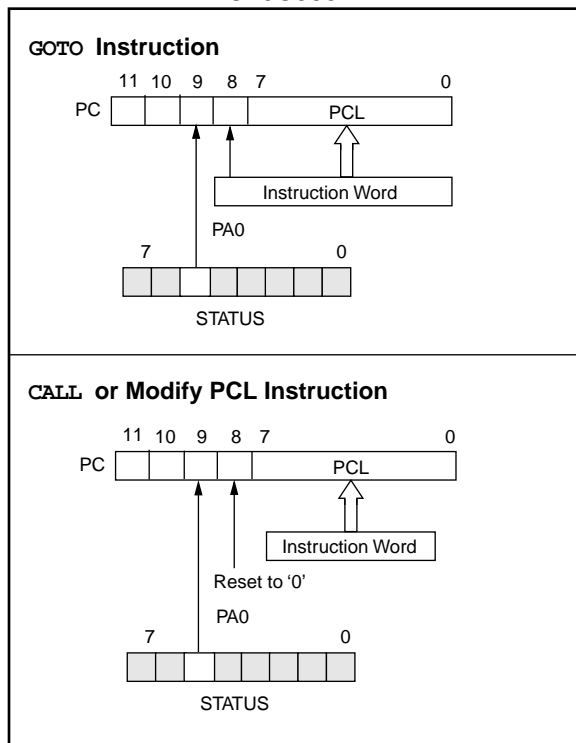 GOTO Instruction
11 10 9 8 7 0
PC PCL
Instruction Word
PA0
7 0
STATUS
CALL or Modify PCL Instruction
11 10 9 8 7 0
PC PCL
Instruction Word
Reset to ‘0’
PA0
7 0
STATUS